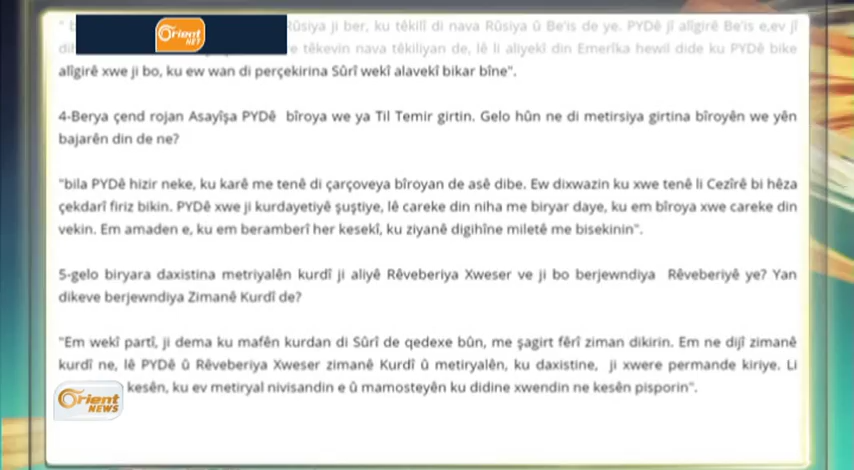 Orient
NET
" b Rûsiya ji ber, ku têkilî di nava Rûsiya û Be'is de ye. PYDê jî alîgirê Be'is e,ev jî
dih e têkevin nava têkiliyan de, lê li aliyekî din Emerîka hewil dide ku PYDê bike
alîgirê xwe ji bo, ku ew wan di perçekirina Sûrî wekî alavekî bikar bîne".
4-Berya çend rojan Asayîşa PYDê bîroya we ya Til Temir girtin. Gelo hûn ne di metirsiya girtina bîroyên we yên
bajarên din de ne?
"bila PYDê hizir neke, ku karê me tenê di çarçoveya bîroyan de asê dibe. Ew dixwazin ku xwe tenê li Cezîrê bi hêza
çekdarî firiz bikin. PYDê xwe ji kurdayetiyê şuştiye, lê careke din niha me biryar daye, ku em bîroya xwe careke din
vekin. Em amaden e, ku em beramberî her kesekî, ku ziyanê digihîne miletê me bisekinin".
5-gelo biryara daxistina metriyalên kurdî ji aliyê Rêveberiya Xweser ve ji bo berjewndiya Rêveberiyê ye? Yan
dikeve berjewndiya Zimanê Kurdî de?
"Em wekî partî, ji dema ku mafên kurdan di Sûrî de qedexe bûn, me şagirt fêrî ziman dikirin. Em ne dijî zimanê
kurdî ne, lê PYDê û Rêveberiya Xweser zimanê Kurdî û metiryalên, ku daxistine, ji xwere permande kiriye. Li
kesên, ku ev metiryal nivisandin e û mamosteyên ku didine xwendin ne kesên pisporin".
Orient
NEWS